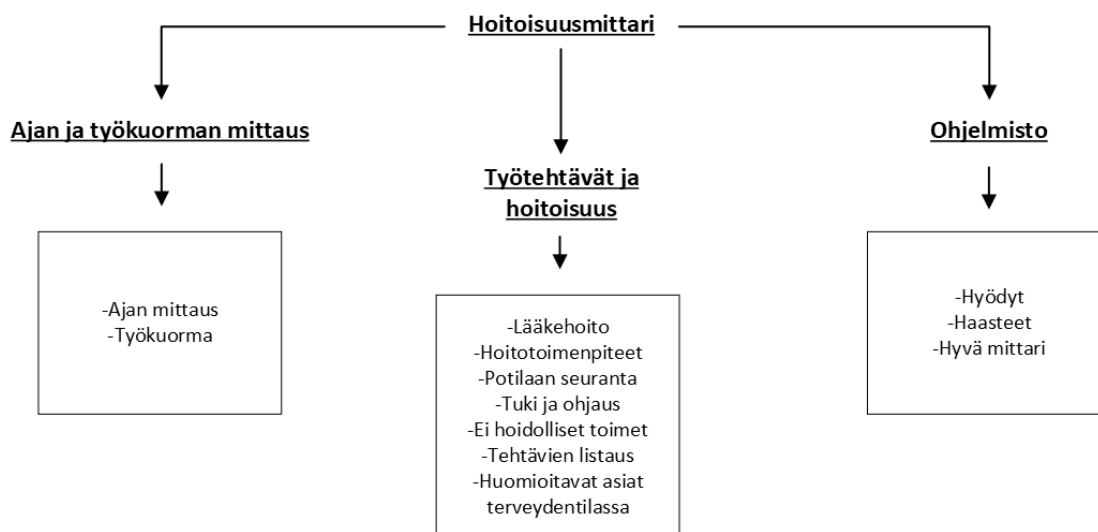 Hoitoisuusmittari
Ajan ja työkuorman mittaus
-Ajan mittaus
-Työkuorma
Työtehtävät ja
hoitoisuus
-Lääkehoito
-Hoitotoimenpiteet
-Potilaan seuranta
-Tuki ja ohjaus
-Ei hoidolliset toimet
-Tehtävien listaus
-Huomioitavat asiat
terveydentilassa
Ohjelmisto
-Hyödyt
-Haasteet
-Hyvä mittari